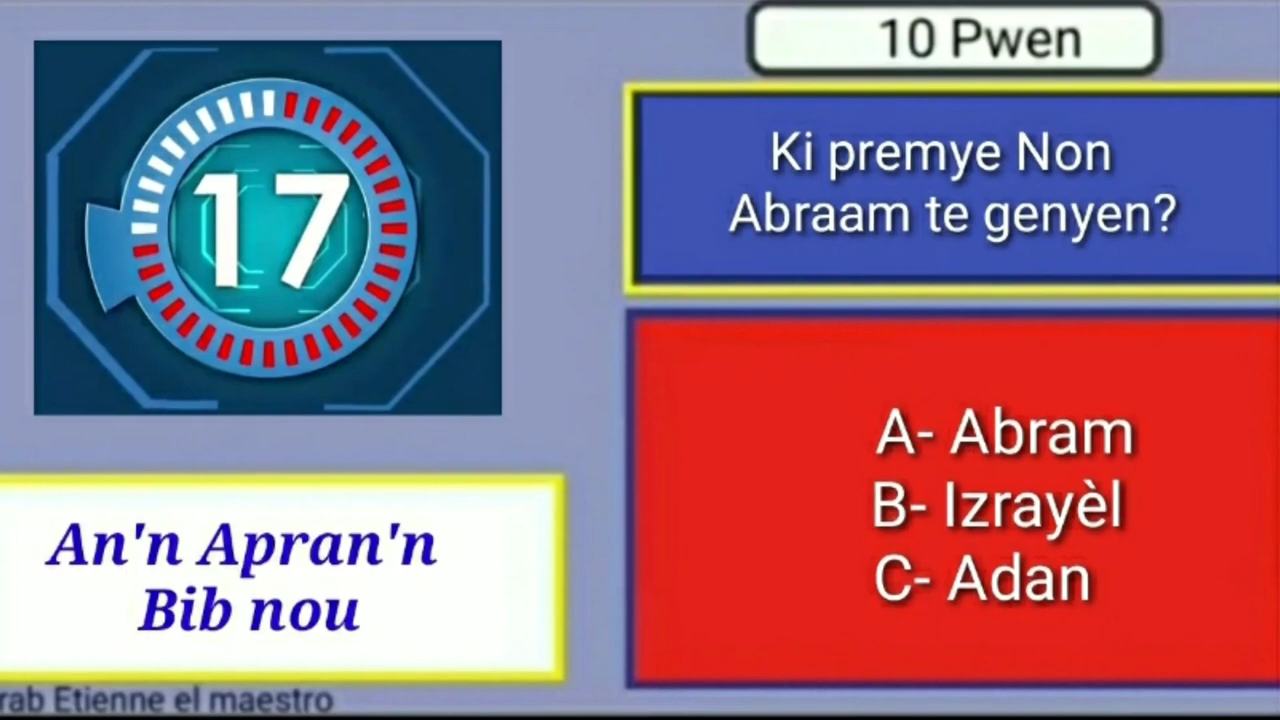 10 Pwen
17
Ki premye Non
Abraam te genyen?
A- Abram
B- Izrayèl
C- Adan
An'n Apran'n
Bib nou
Etienne el maestro